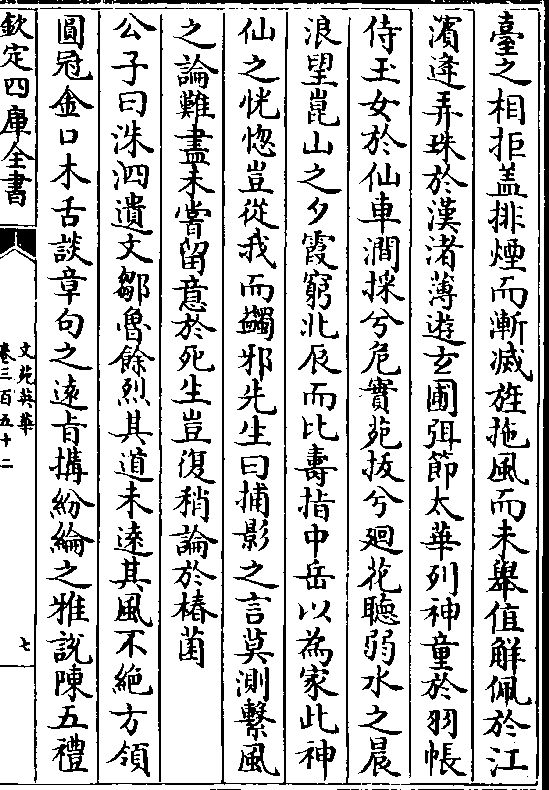 臺之相拒蓋排煙而漸滅旌拖風而未舉值解佩於江
濱逢弄珠於漢渚薄遊玄圃弭節太華列神童於羽帳
侍玉女於仙車澗採兮危實苑拔兮廻花聽弱水之晨
浪望崑山之夕霞窮北辰而比壽指中岳以為家此神
仙之恍惚豈從我而蠲邪先生曰捕影之言莫測繫風
之論難盡未嘗留意於死生豈復稍論於椿菌
公子曰洙泗遺文鄒魯餘烈其道未遠其風不絶方領
圓冠金口木舌談章句之遠旨搆紛綸之雅説陳五禮
欽定四庫全書
文苑英華
卷三百五十二
七